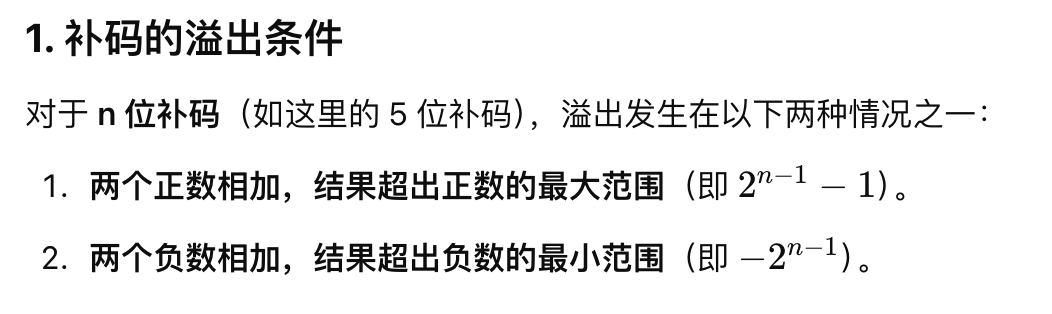 1. 补码的溢出条件
对于 n 位补码（如这里的 5 位补码），溢出发生在以下两种情况之一：
1. 两个正数相加，结果超出正数的最大范围（即 2^{n-1} − 1）。
2. 两个负数相加，结果超出负数的最小范围（即 −2^{n-1}）。